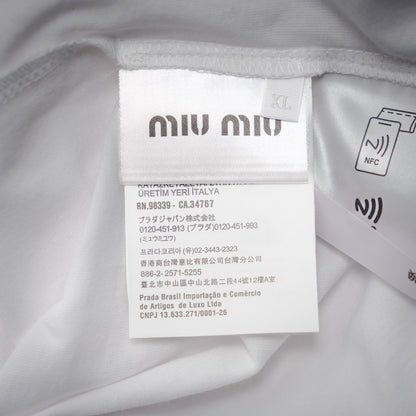 XL
miu miu
NFC
ÜRETİM YERİ İTALYA
RN.98339 - CA.34767
プラダジャパン株式会社
0120-451-913 (プラダ) 0120-451-993
(ミュウミュウ)
프라다코리아 (유) 02-3443-2323
香港商台灣意比有限公司台灣分公司
886-2-2571-5255
臺北市中山區中山北路二段44號12樓A室
Prada Brasil Importação e Comércio
de Artigos de Luxo Ltda
CNPJ 13.633.271/0001-26